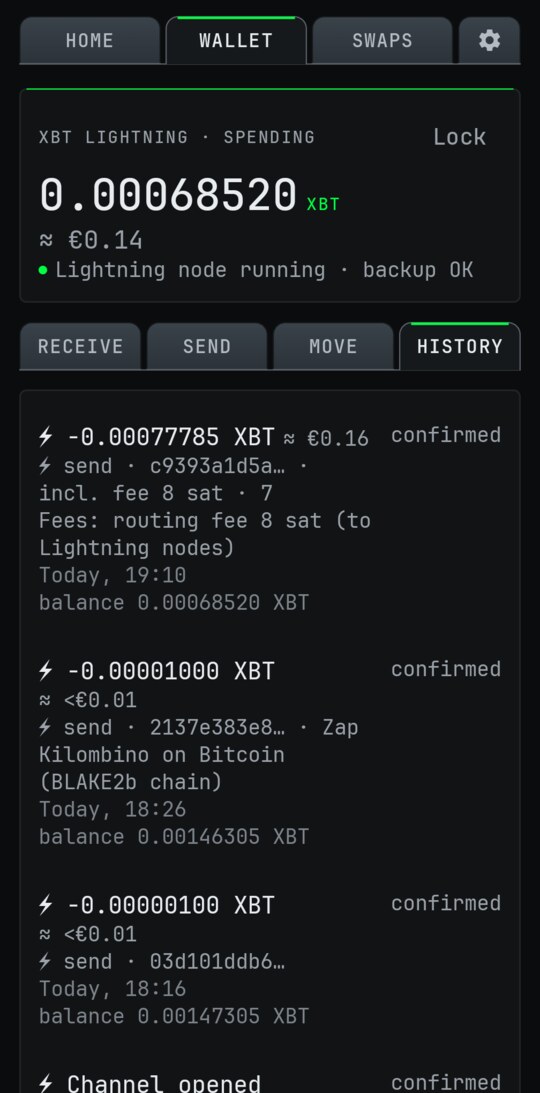 HOME WALLET SWAPS
XBT LIGHTNING · SPENDING Lock
0.00068520 XBT
≈ €0.14
Lightning node running · backup OK
RECEIVE SEND MOVE HISTORY
-0.00077785 XBT ≈ €0.16 confirmed
send · c9393a1d5a… ·
incl. fee 8 sat · 7
Fees: routing fee 8 sat (to
Lightning nodes)
Today, 19:10
balance 0.00068520 XBT
-0.00001000 XBT confirmed
≈ <€0.01
send · 2137e383e8… · Zap
Kilombino on Bitcoin
(BLAKE2b chain)
Today, 18:26
balance 0.00146305 XBT
-0.00000100 XBT confirmed
≈ <€0.01
send · 03d101ddb6…
Today, 18:16
balance 0.00147305 XBT
Channel opened confirmed